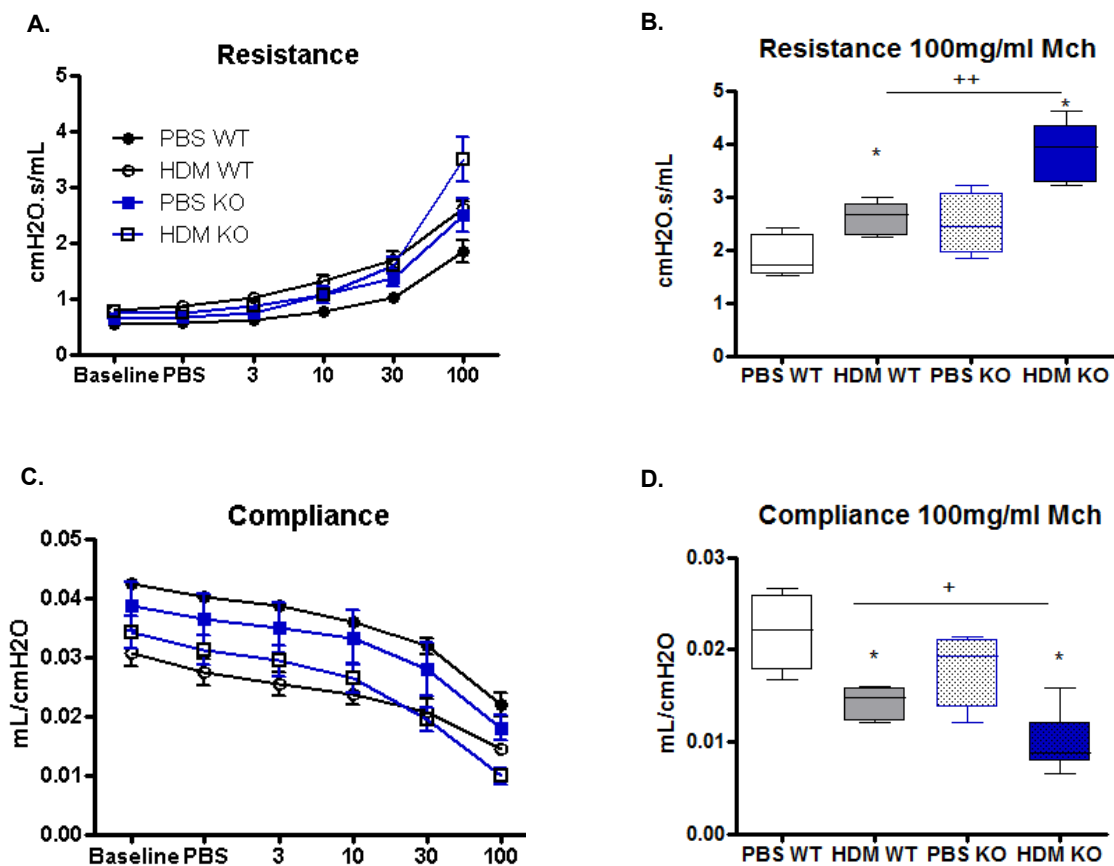 A.
Resistance
cmH2O.s/mL
5
4
3
2
1
0
PBS WT
HDM WT
PBS KO
HDM KO
Baseline PBS 3 10 30 100
B.
Resistance 100mg/ml Mch
cmH2O.s/mL
5
4
3
2
1
0
++
*
*
PBS WT HDM WT PBS KO HDM KO
C.
Compliance
mL/cmH2O
0.05
0.04
0.03
0.02
0.01
0.00
Baseline PBS 3 10 30 100
D.
Compliance 100mg/ml Mch
mL/cmH2O
0.03
0.02
0.01
0.00
+
* *
PBS WT HDM WT PBS KO HDM KO